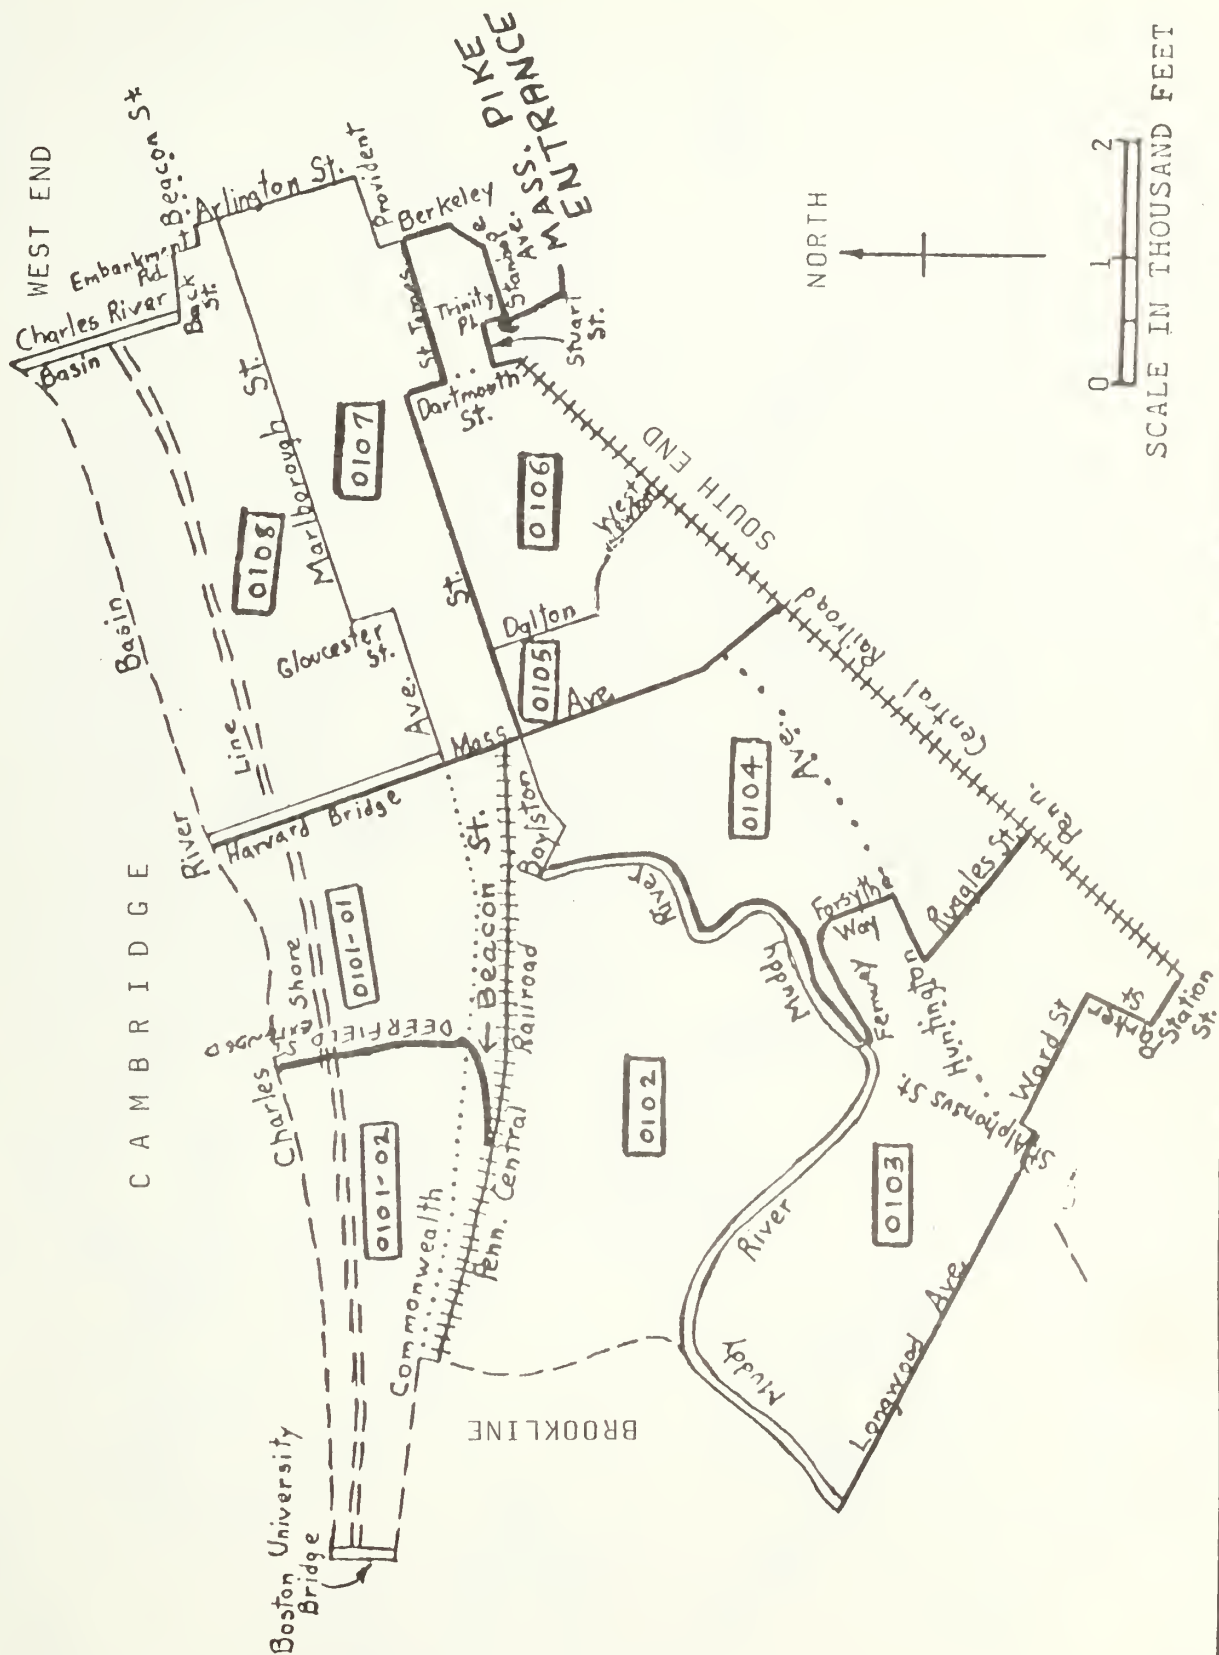 WEST END
CAMBRIDGE
BROOKLINE
SOUTH END
Charles River
Basin
Embankment
Rd.
Beacon St
Back
St.
Arlington St.
Provident
Berkeley
St. James
Trinity
Pl.
Stanhope
Ave.
MASS. PIKE
ENTRANCE
Stuart
St.
Dartmouth
St.
Marlborough St.
0108
0107
0106
0105
0104
0103
0102
0101-01
0101-02
Gloucester
St.
Ave.
St.
Dalton
West
Newton
Mass
Ave.
Charles River Basin
Shore Line
Harvard Bridge
DEERFIELD
EXTENDED
← Beacon St.
Penn. Central Railroad
Boylston
Commonwealth
Boston University
Bridge
Muddy River
Muddy River
Fenway
Forsythe
Way
Huntington Ave.
Ruggles St.
Penn. Central Railroad
Ward St
Parker St
Station
St.
St. Alphonsus St.
Longwood Ave.
NORTH
0 1 2
SCALE IN THOUSAND FEET